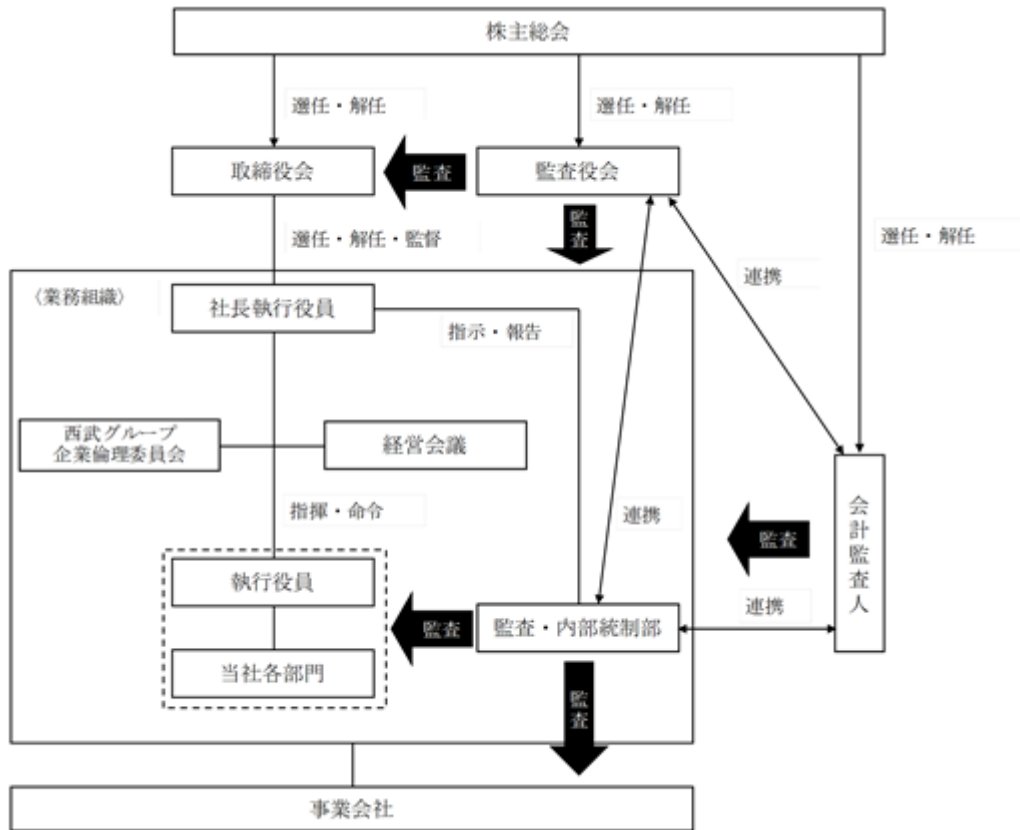 株主総会
選任・解任
選任・解任
取締役会
監査
監査役会
選任・解任・監督
監査
選任・解任
〈業務組織〉
社長執行役員
連携
指示・報告
西武グループ
企業倫理委員会
経営会議
指揮・命令
連携
監査
会計監査人
執行役員
連携
監査
監査・内部統制部
当社各部門
監査
事業会社